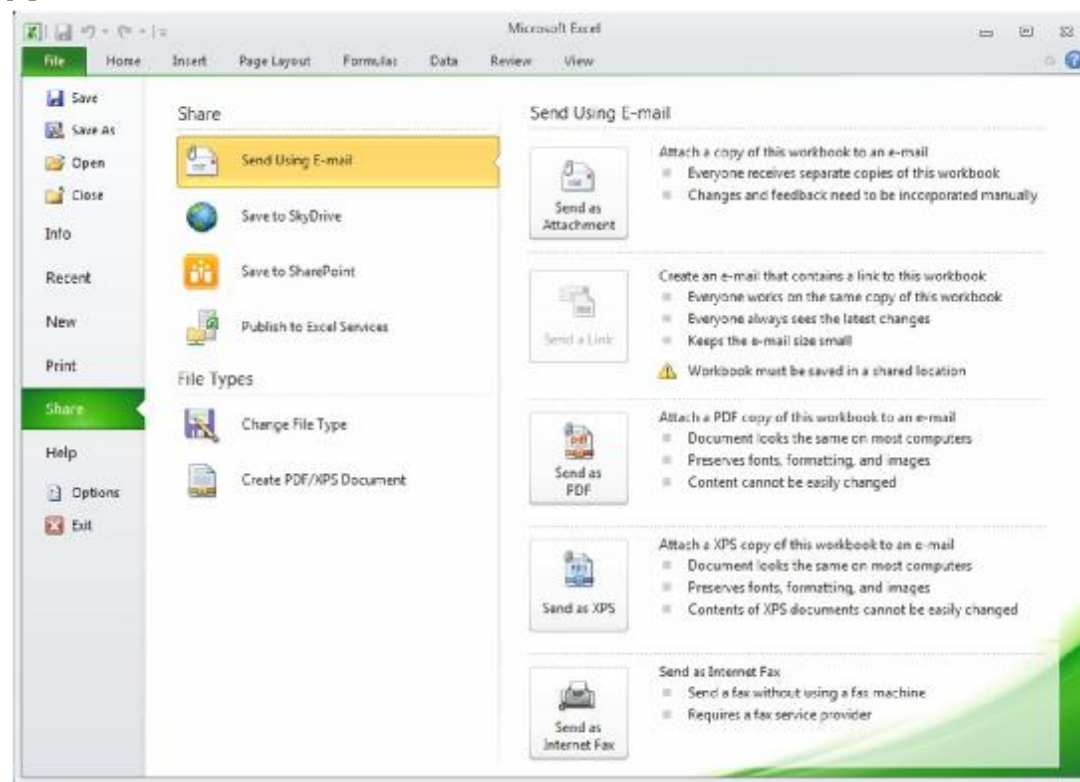 Microsoft Excel
File Home Insert Page Layout Formulas Data Review View
Save
Save As
Open
Close
Info
Recent
New
Print
Share
Help
Options
Exit
Share
Send Using E-mail
Save to SkyDrive
Save to SharePoint
Publish to Excel Services
File Types
Change File Type
Create PDF/XPS Document
Send Using E-mail
Send as
Attachment
Attach a copy of this workbook to an e-mail
Everyone receives separate copies of this workbook
Changes and feedback need to be incorporated manually
Send a Link
Create an e-mail that contains a link to this workbook
Everyone works on the same copy of this workbook
Everyone always sees the latest changes
Keeps the e-mail size small
Workbook must be saved in a shared location
Send as
PDF
Attach a PDF copy of this workbook to an e-mail
Document looks the same on most computers
Preserves fonts, formatting, and images
Content cannot be easily changed
Send as XPS
Attach a XPS copy of this workbook to an e-mail
Document looks the same on most computers
Preserves fonts, formatting, and images
Contents of XPS documents cannot be easily changed
Send as
Internet Fax
Send as Internet Fax
Send a fax without using a fax machine
Requires a fax service provider